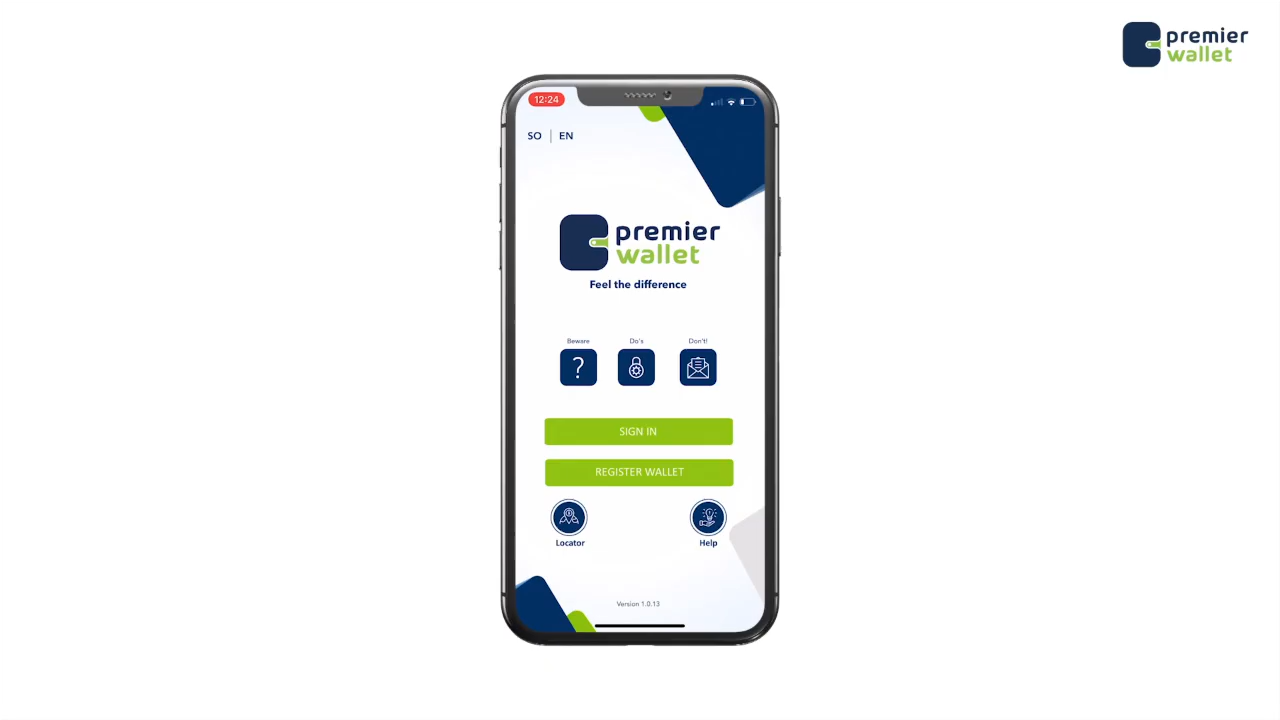 premier
wallet
12:24
SO | EN
premier
wallet
Feel the difference
Beware
Do's
Don't!
?
SIGN IN
REGISTER WALLET
Locator
Help
Version 1.0.13